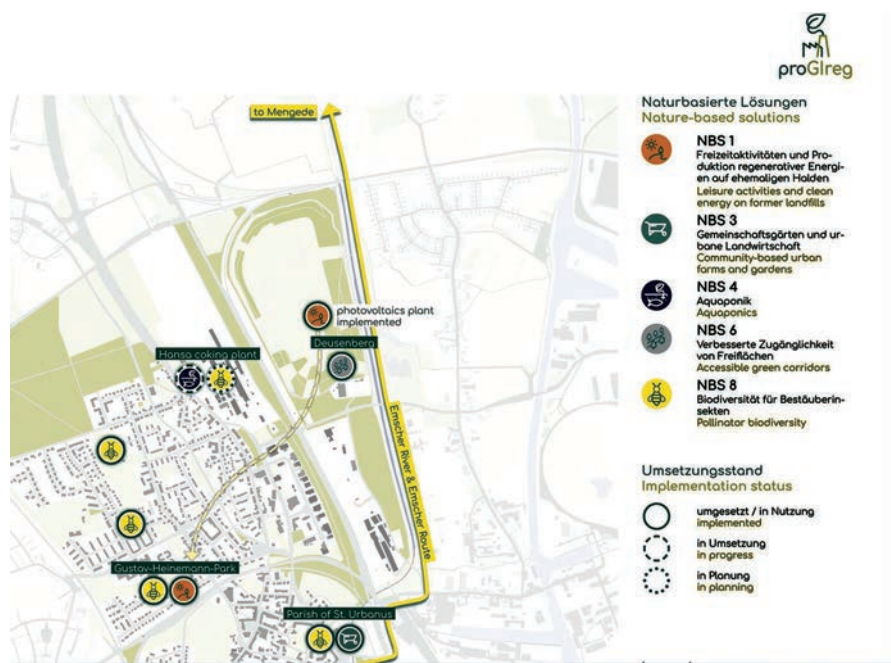 proGIreg
to Mengede
photovoltaics plant
implemented
Deusenberg
Hansa coking plant
Emscher River & Emscher Route
Gustav-Heinemann-Park
Parish of St. Urbanus
Naturbasierte Lösungen
Nature-based solutions
NBS 1
Freizeitaktivitäten und Pro-
duktion regenerativer Energi-
en auf ehemaligen Halden
Leisure activities and clean
energy on former landfills
NBS 3
Gemeinschaftsgärten und ur-
bane Landwirtschaft
Community-based urban
farms and gardens
NBS 4
Aquaponik
Aquaponics
NBS 6
Verbesserte Zugänglichkeit
von Freiflächen
Accessible green corridors
NBS 8
Biodiversität für Bestäuberin-
sekten
Pollinator biodiversity
Umsetzungsstand
Implementation status
umgesetzt / in Nutzung
implemented
in Umsetzung
in progress
in Planung
in planning